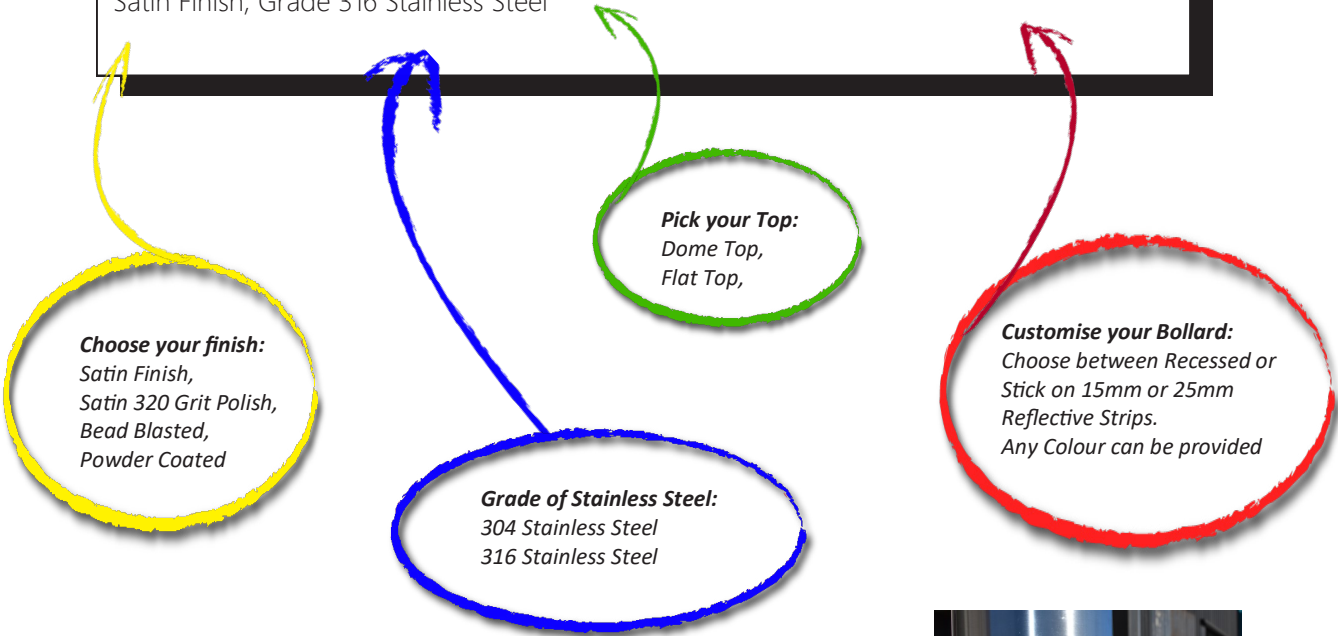 Satin Finish, Grade 316 Stainless Steel
Pick your Top:
Dome Top,
Flat Top,
Choose your finish:
Satin Finish,
Satin 320 Grit Polish,
Bead Blasted,
Powder Coated
Customise your Bollard:
Choose between Recessed or
Stick on 15mm or 25mm
Reflective Strips.
Any Colour can be provided
Grade of Stainless Steel:
304 Stainless Steel
316 Stainless Steel